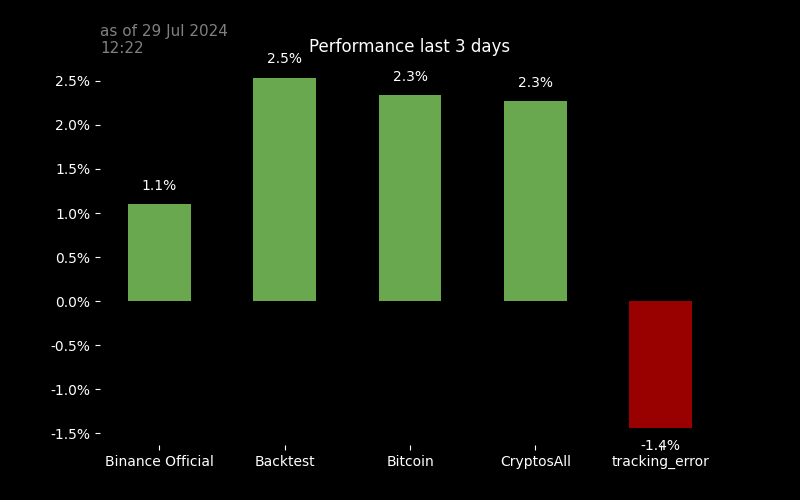 as of 29 Jul 2024
12:22
Performance last 3 days
2.5%
2.0%
1.5%
1.0%
0.5%
0.0%
-0.5%
-1.0%
-1.5%
1.1%
2.5%
2.3%
2.3%
-1.4%
Binance Official
Backtest
Bitcoin
CryptosAll
tracking_error